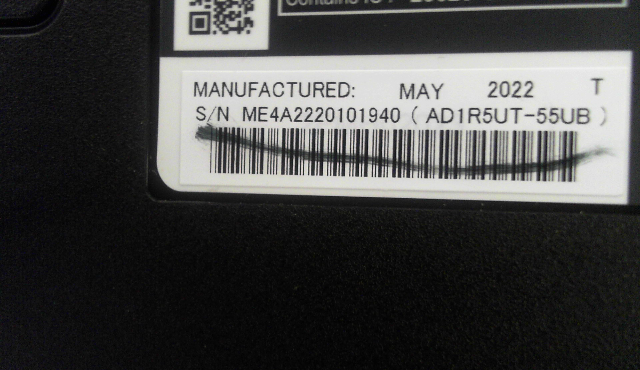 MANUFACTURED: MAY 2022 T
S/N ME4A2220101940 ( AD1R5UT-55UB )